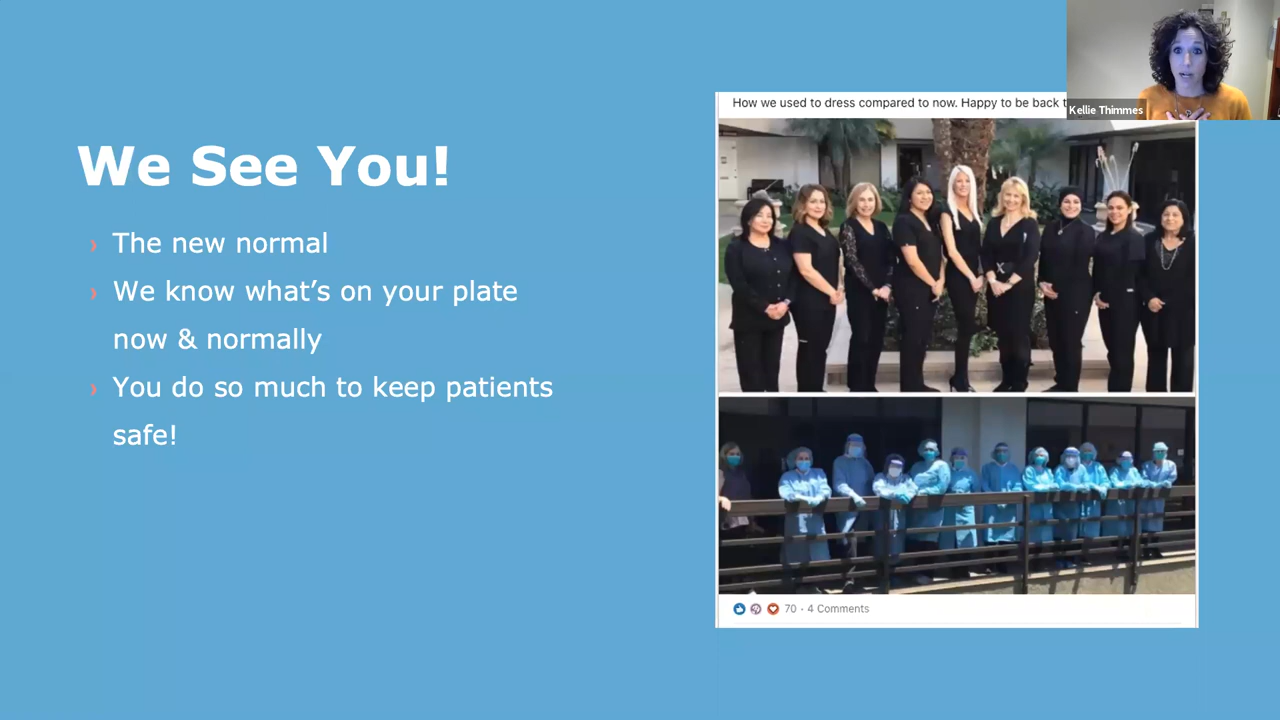 We See You!
› The new normal
› We know what’s on your plate
now & normally
› You do so much to keep patients
safe!
How we used to dress compared to now. Happy to be back
Kellie Thimmes
70 · 4 Comments